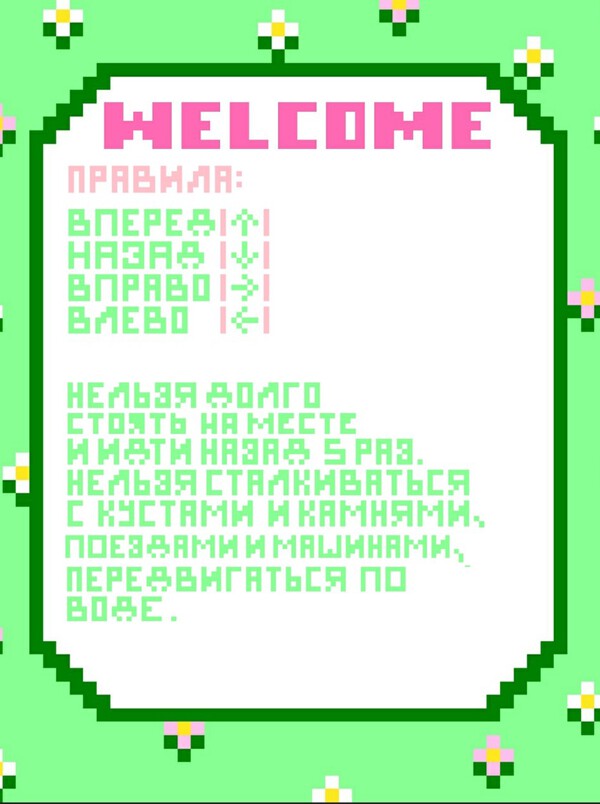 WELCOME
ПРАВИЛА:
ВПЕРЕД|↑|
НАЗАД |↓|
ВПРАВО |→|
ВЛЕВО |←|
НЕЛЬЗЯ ДОЛГО
СТОЯТЬ НА МЕСТЕ
И ИДТИ НАЗАД 5 РАЗ.
НЕЛЬЗЯ СТАЛКИВАТЬСЯ
С КУСТАМИ И КАМНЯМИ,
ПОЕЗДАМИ И МАШИНАМИ,
ПЕРЕДВИГАТЬСЯ ПО
ВОДЕ.